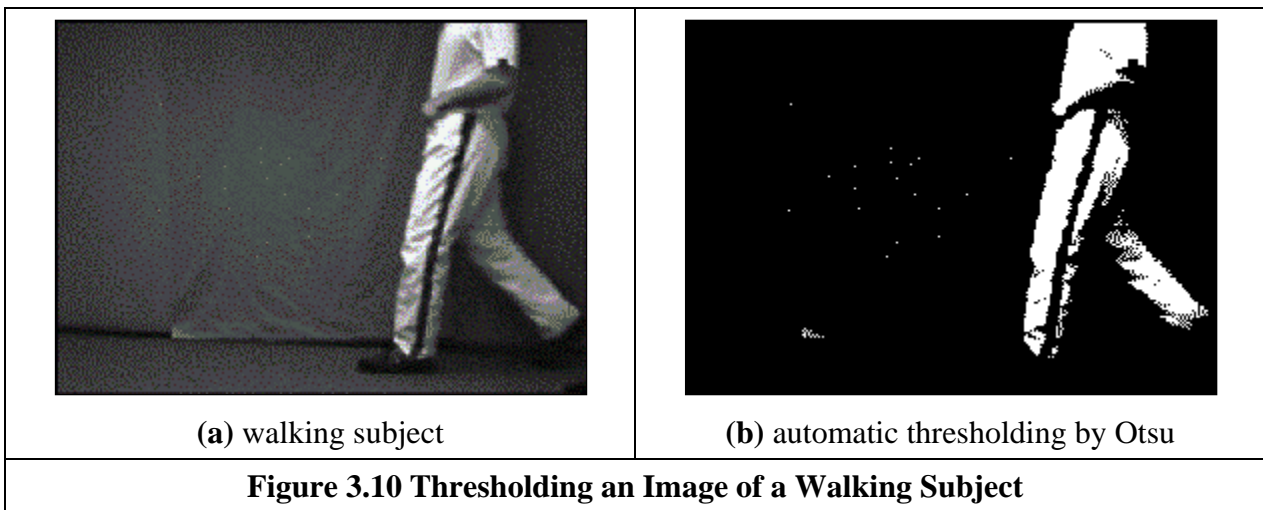 (a) walking subject
(b) automatic thresholding by Otsu
Figure 3.10 Thresholding an Image of a Walking Subject